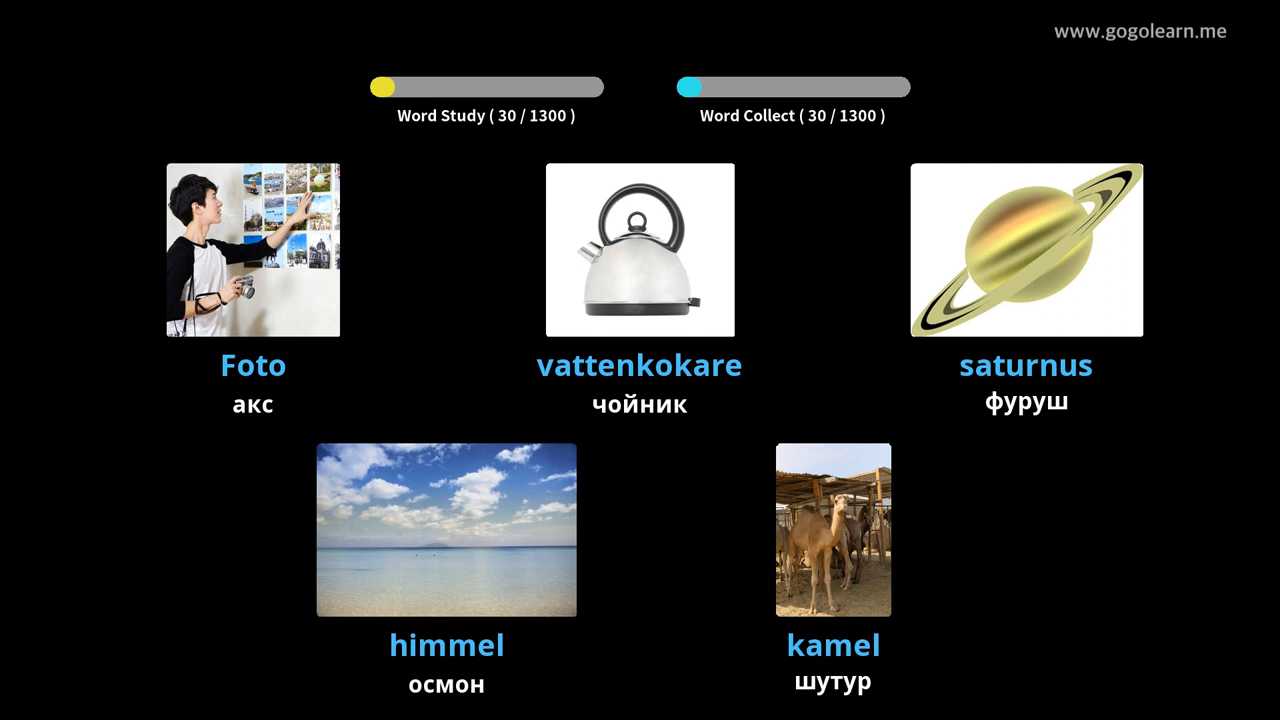 www.gogolearn.me
Word Study ( 30 / 1300 )
Word Collect ( 30 / 1300 )
Foto
акс
vattenkokare
чойник
saturnus
фуруш
himmel
осмон
kamel
шутур